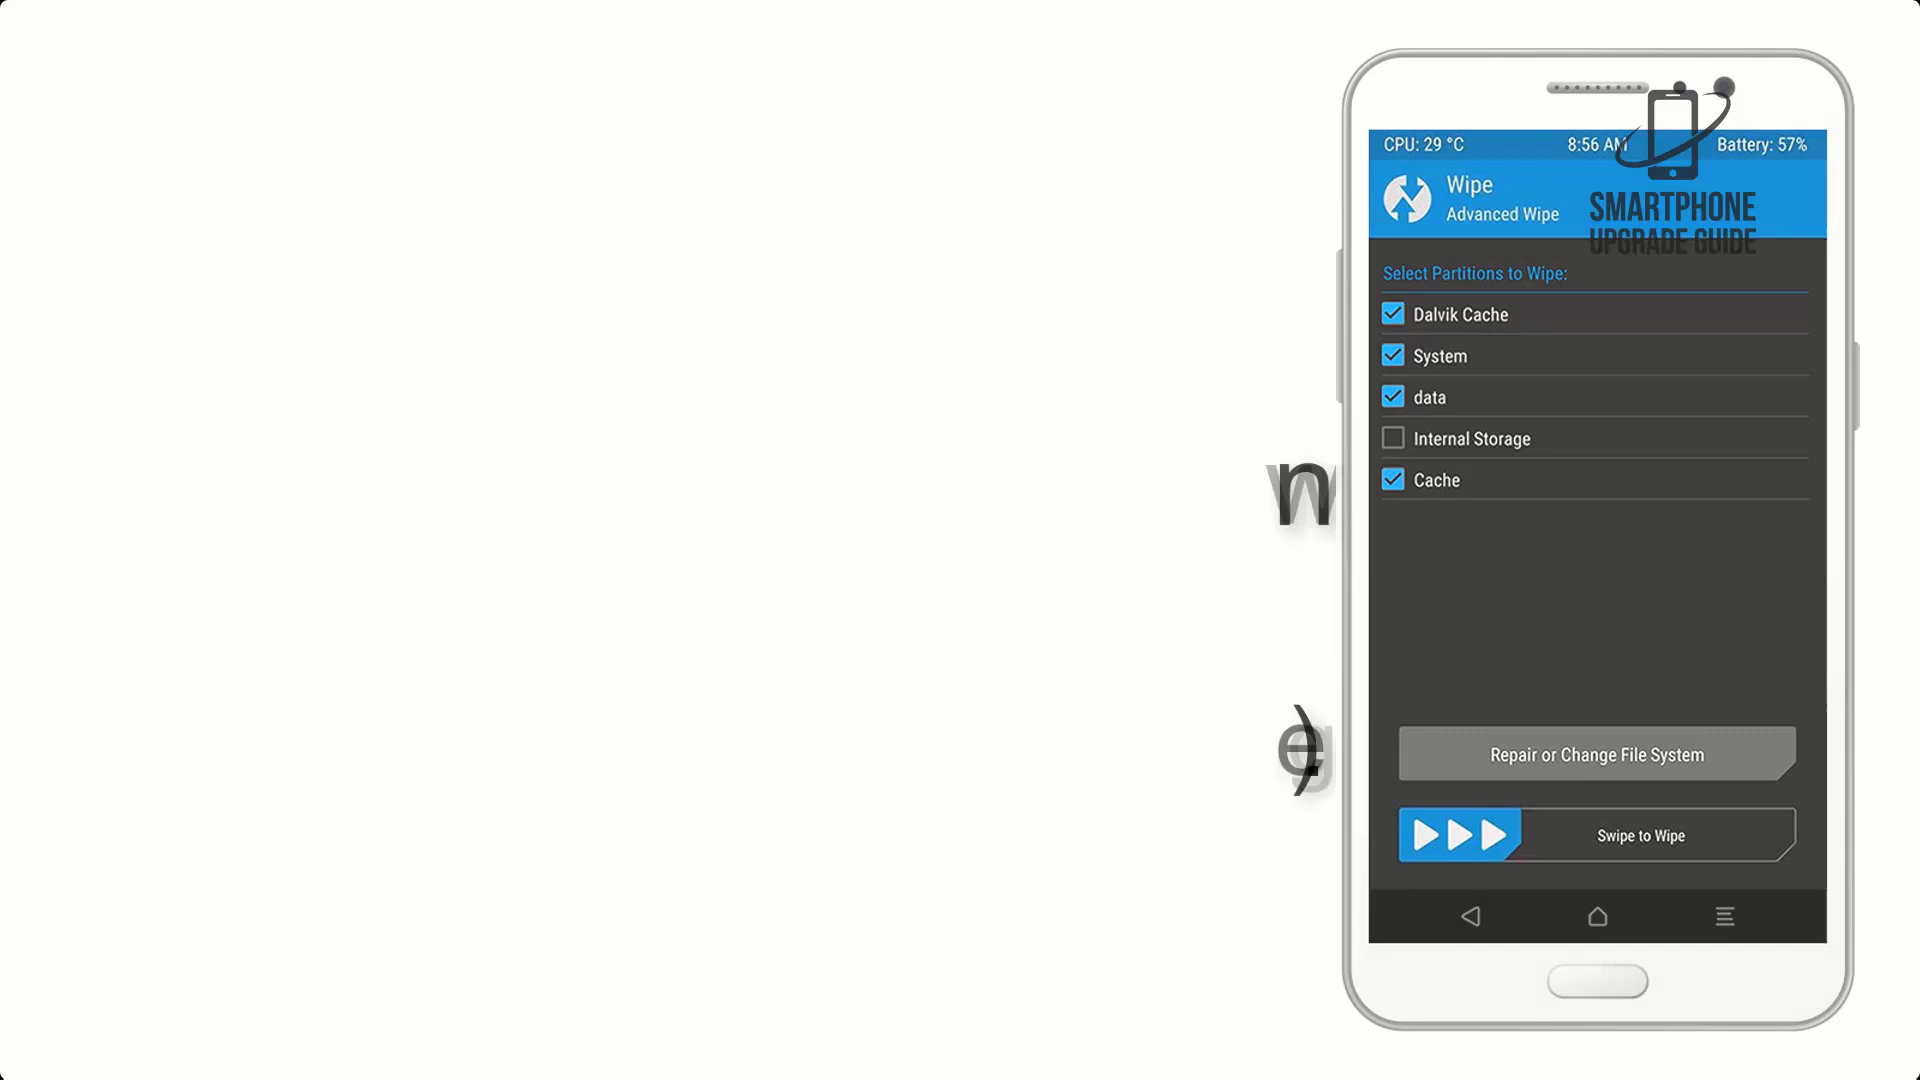 CPU: 29 °C 8:56 AM Battery: 57%
Wipe
Advanced Wipe
SMARTPHONE
UPGRADE GUIDE
Select Partitions to Wipe:
Dalvik Cache
System
data
Internal Storage
Cache
Repair or Change File System
Swipe to Wipe